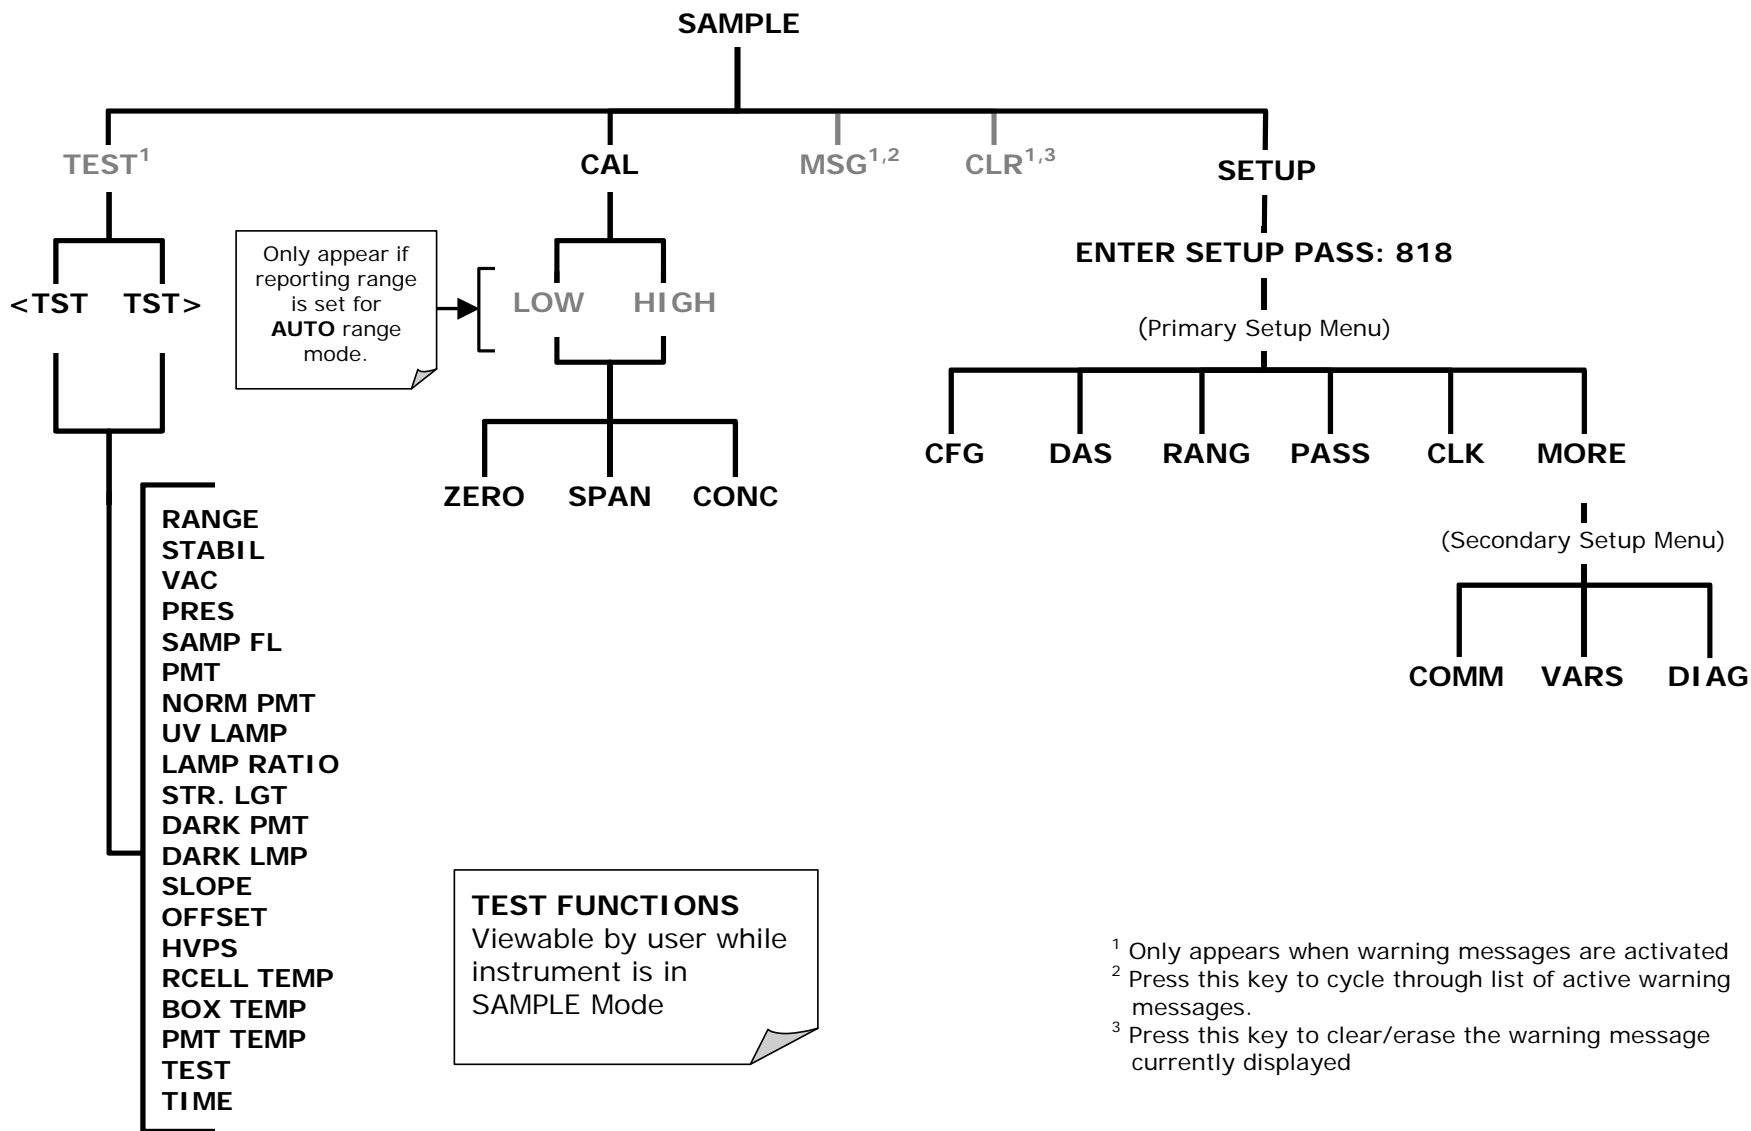 SAMPLE
TEST¹
CAL
MSG¹,²
CLR¹,³
SETUP
<TST TST>
Only appear if
reporting range
is set for
AUTO range
mode.
LOW HIGH
ZERO SPAN CONC
ENTER SETUP PASS: 818
(Primary Setup Menu)
CFG DAS RANG PASS CLK MORE
(Secondary Setup Menu)
COMM VARS DIAG
RANGE
STABIL
VAC
PRES
SAMP FL
PMT
NORM PMT
UV LAMP
LAMP RATIO
STR. LGT
DARK PMT
DARK LMP
SLOPE
OFFSET
HVPS
RCELL TEMP
BOX TEMP
PMT TEMP
TEST
TIME
TEST FUNCTIONS
Viewable by user while
instrument is in
SAMPLE Mode
¹ Only appears when warning messages are activated
² Press this key to cycle through list of active warning
messages.
³ Press this key to clear/erase the warning message
currently displayed